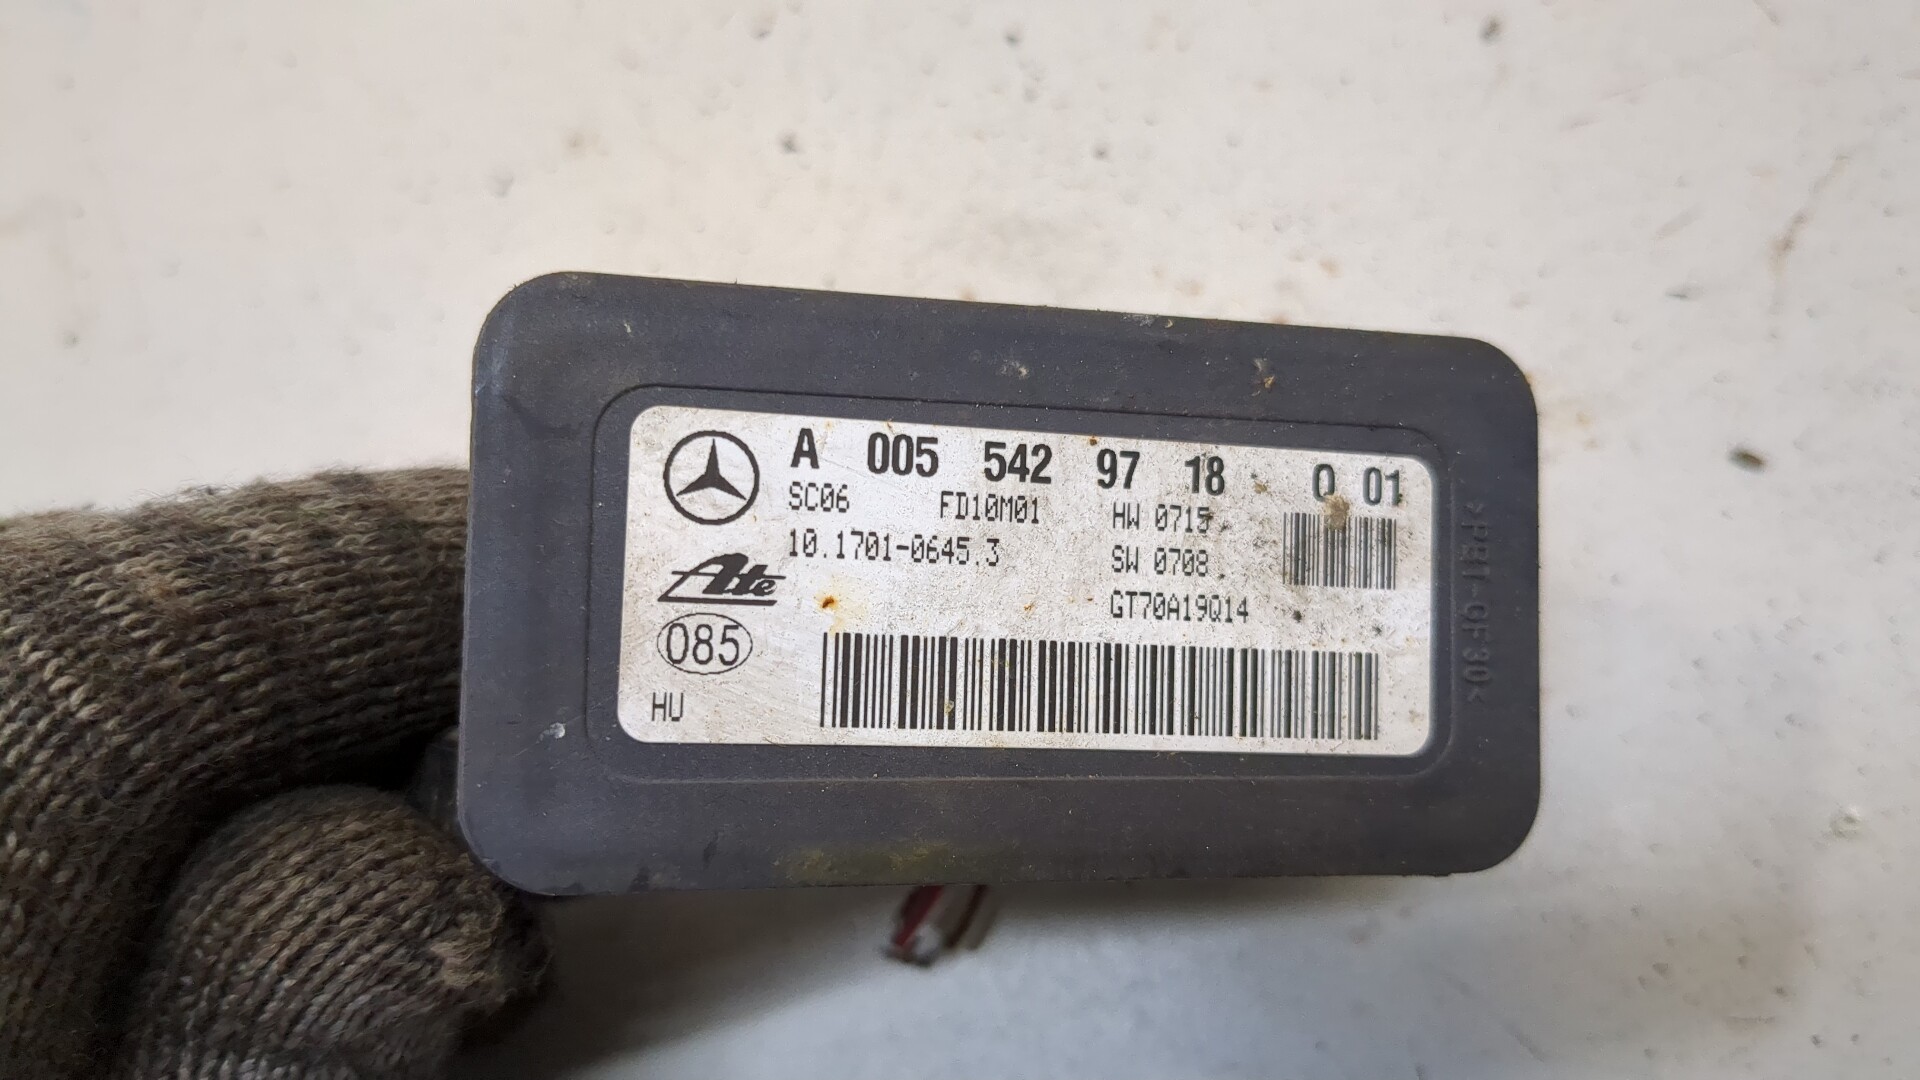 A 005 542 97 18 Q 01
SC06 FD10M01 HW 0715
10.1701-0645.3 SW 0708
Ate GT70A19Q14
085
HU
>PBT-GF30<